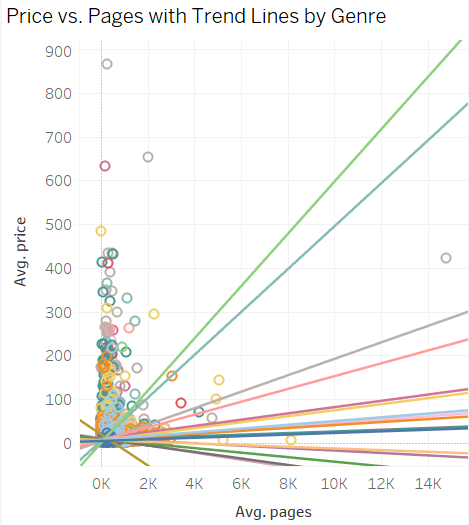 Price vs. Pages with Trend Lines by Genre
900
800
700
600
500
400
300
200
100
0
Avg. price
0K 2K 4K 6K 8K 10K 12K 14K
Avg. pages